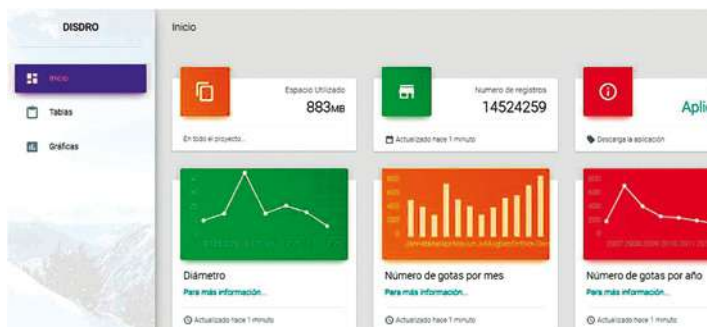 DISDRO
Inicio
Inicio
Tablas
Gráficas
Espacio Utilizado
883MB
En todo el proyecto...
Numero de registros
14524259
Actualizado hace 1 minuto
Descarga la aplicación
Diámetro
Para más información...
Actualizado hace 1 minuto
Número de gotas por mes
Para más información...
Actualizado hace 1 minuto
Número de gotas por año
Para más información...
Actualizado hace 1 minuto